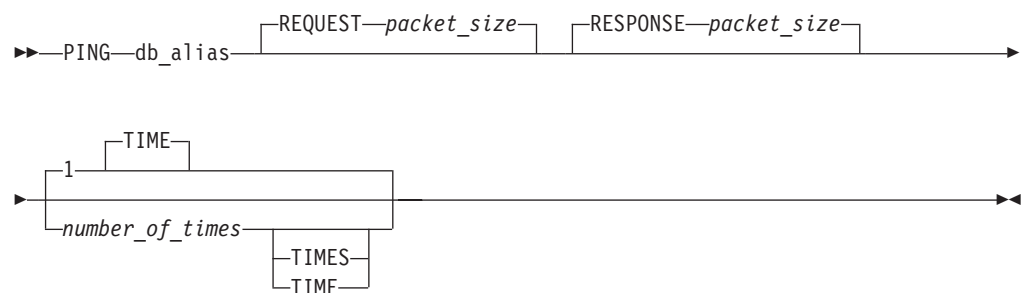 REQUEST packet_size RESPONSE packet_size
PING db_alias
TIME
1
number_of_times
TIMES
TIME